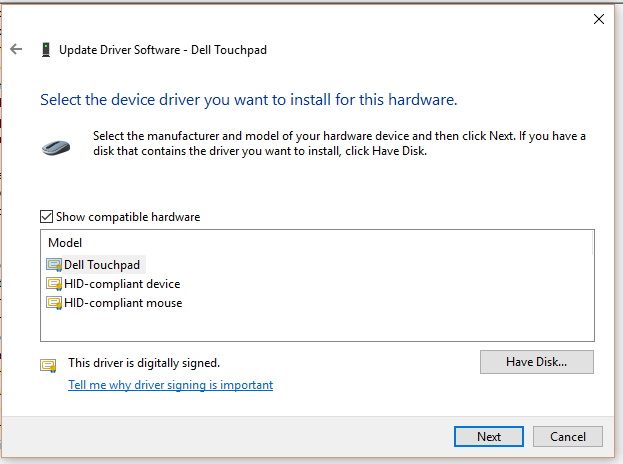 Update Driver Software - Dell Touchpad
Select the device driver you want to install for this hardware.
Select the manufacturer and model of your hardware device and then click Next. If you have a
disk that contains the driver you want to install, click Have Disk.
Show compatible hardware
Model
Dell Touchpad
HID-compliant device
HID-compliant mouse
This driver is digitally signed.
Have Disk...
Tell me why driver signing is important
Next
Cancel